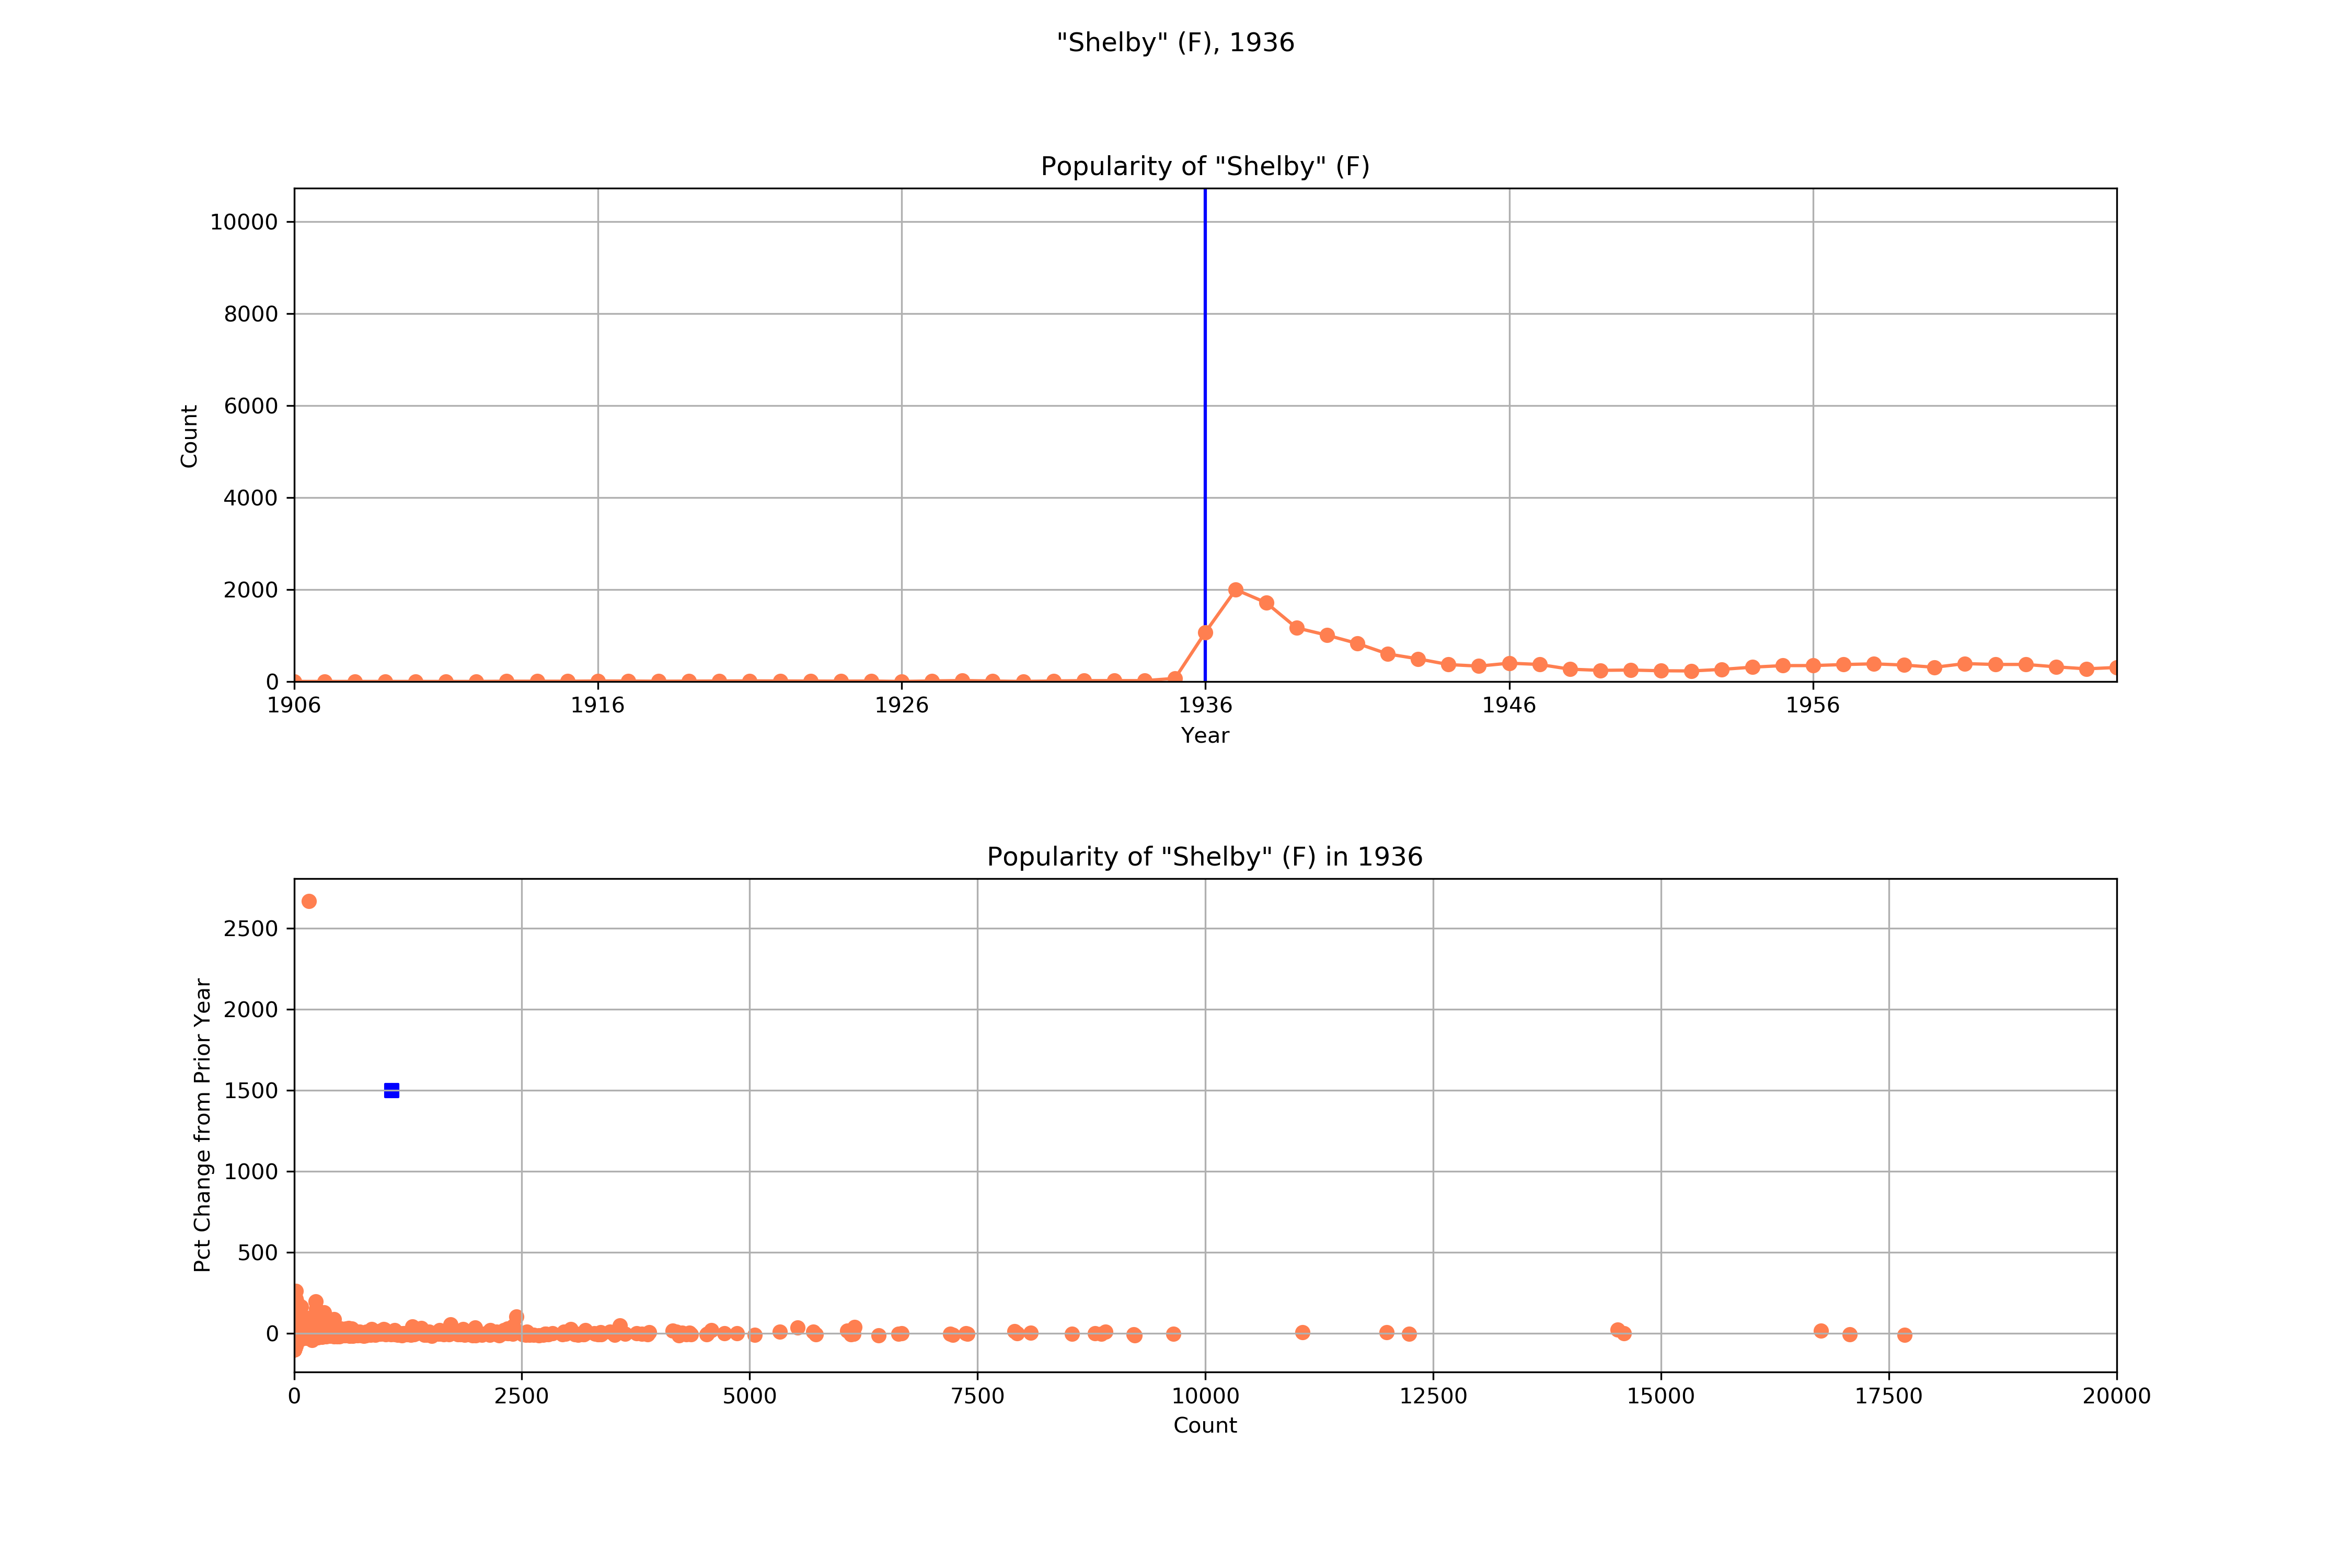 "Shelby" (F), 1936
Popularity of "Shelby" (F)
10000
8000
6000
4000
2000
0
Count
1906 1916 1926 1936 1946 1956
Year
Popularity of "Shelby" (F) in 1936
2500
2000
1500
1000
500
0
Pct Change from Prior Year
0 2500 5000 7500 10000 12500 15000 17500 20000
Count